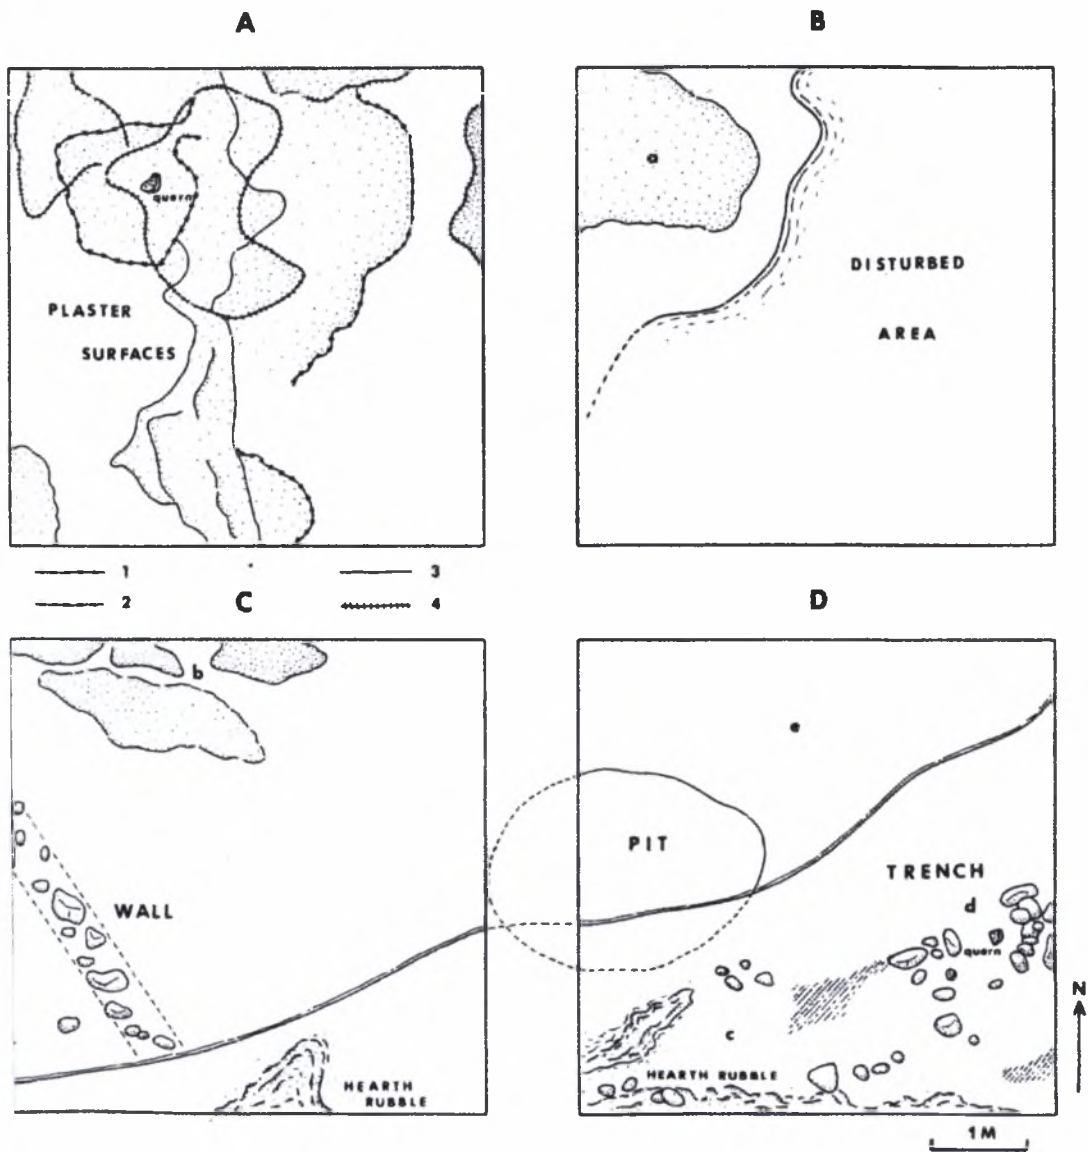 A
B
quern
PLASTER
SURFACES
a
DISTURBED
AREA
1
2
3
4
C
D
b
WALL
HEARTH
RUBBLE
e
PIT
TRENCH
d
quern
c
HEARTH RUBBLE
N
1M